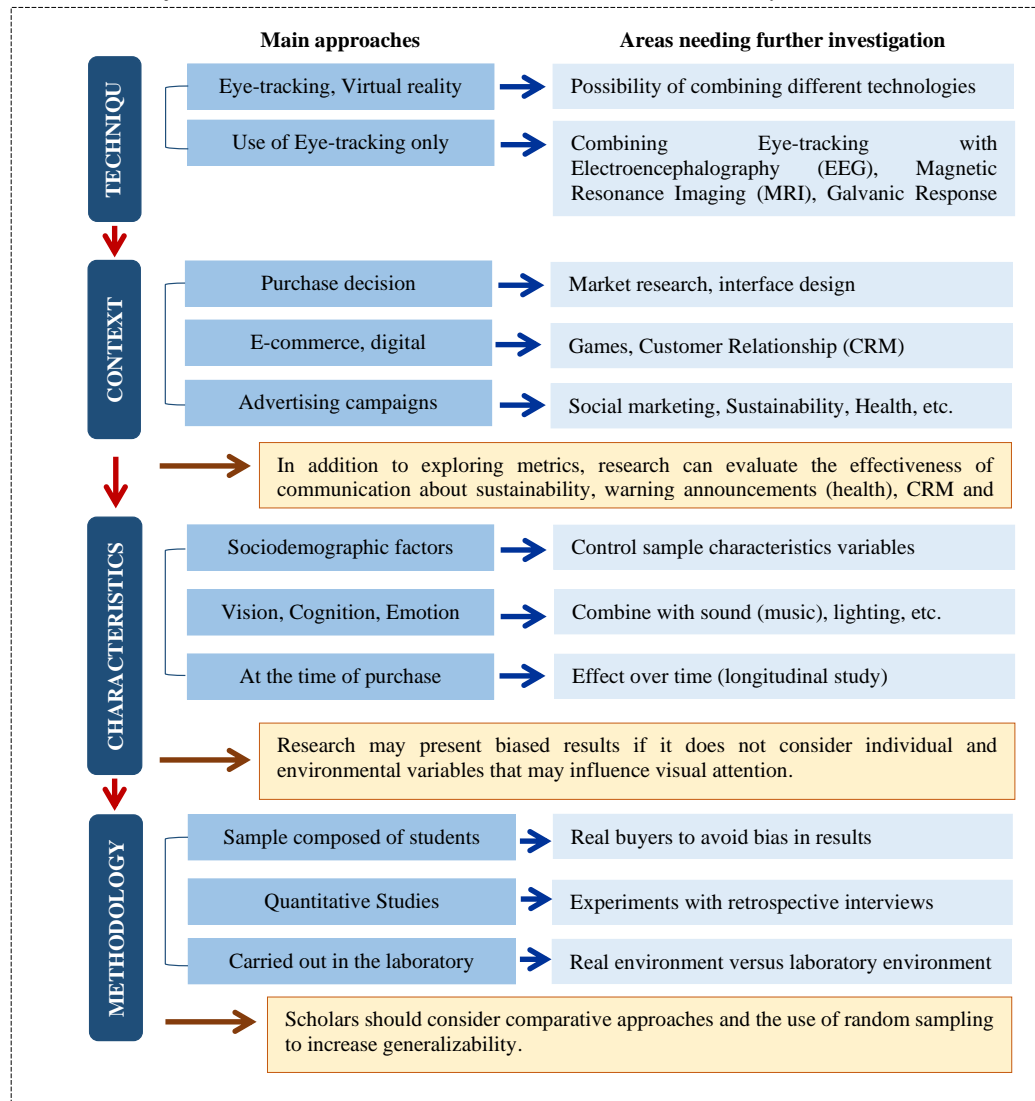 Main approaches
Areas needing further investigation
TECHNIQU
Eye-tracking, Virtual reality
Possibility of combining different technologies
Use of Eye-tracking only
Combining Eye-tracking with
Electroencephalography (EEG), Magnetic
Resonance Imaging (MRI), Galvanic Response
CONTEXT
Purchase decision
Market research, interface design
E-commerce, digital
Games, Customer Relationship (CRM)
Advertising campaigns
Social marketing, Sustainability, Health, etc.
In addition to exploring metrics, research can evaluate the effectiveness of
communication about sustainability, warning announcements (health), CRM and
CHARACTERISTICS
Sociodemographic factors
Control sample characteristics variables
Vision, Cognition, Emotion
Combine with sound (music), lighting, etc.
At the time of purchase
Effect over time (longitudinal study)
Research may present biased results if it does not consider individual and
environmental variables that may influence visual attention.
METHODOLOGY
Sample composed of students
Real buyers to avoid bias in results
Quantitative Studies
Experiments with retrospective interviews
Carried out in the laboratory
Real environment versus laboratory environment
Scholars should consider comparative approaches and the use of random sampling
to increase generalizability.